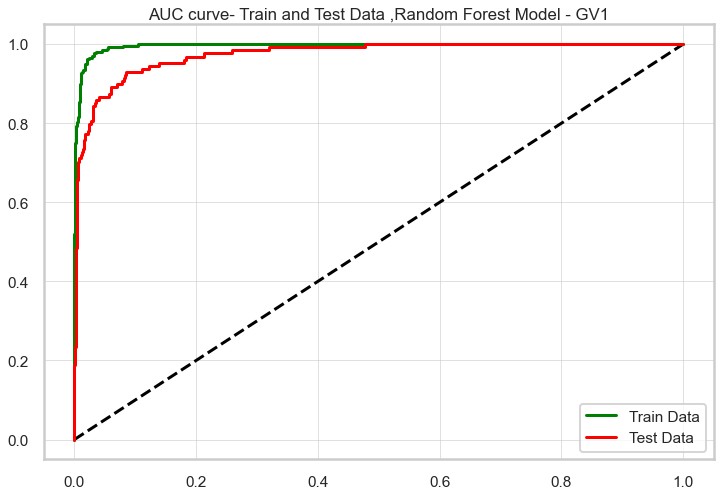 AUC curve- Train and Test Data ,Random Forest Model - GV1
1.0
0.8
0.6
0.4
0.2
0.0
0.0 0.2 0.4 0.6 0.8 1.0
Train Data
Test Data